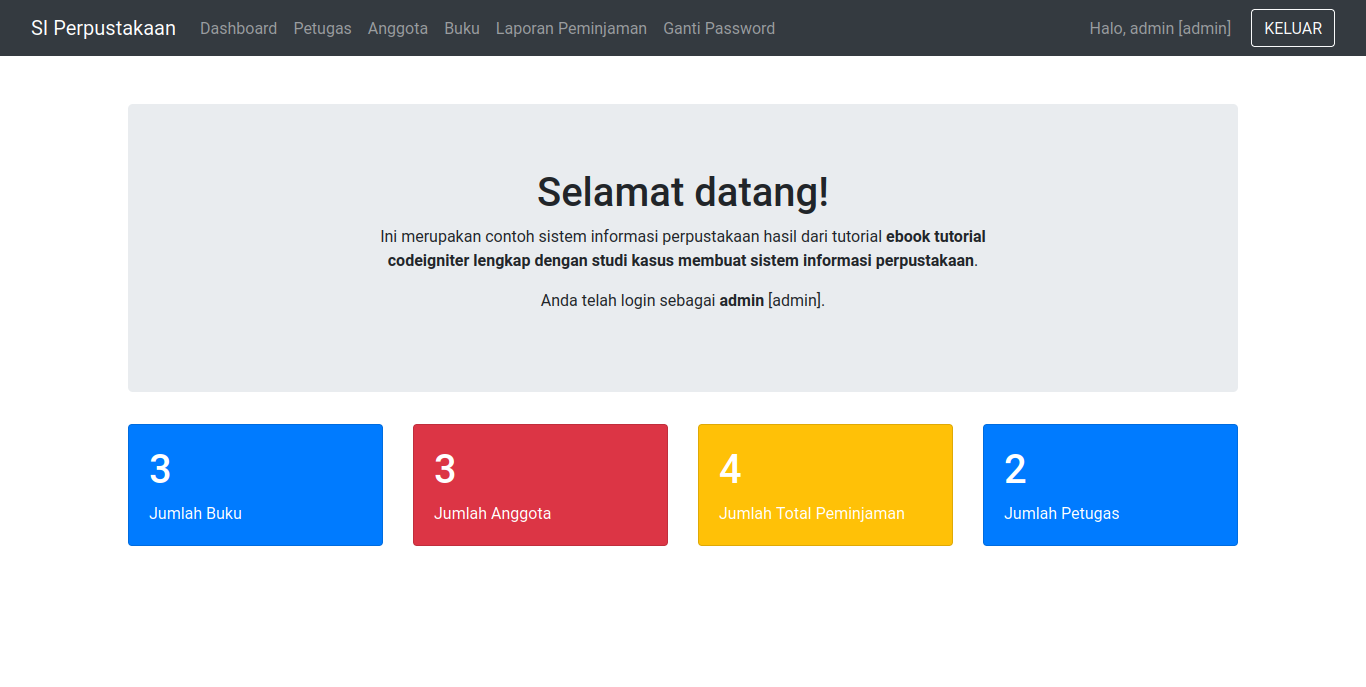 SI Perpustakaan Dashboard Petugas Anggota Buku Laporan Peminjaman Ganti Password Halo, admin [admin] KELUAR
Selamat datang!
Ini merupakan contoh sistem informasi perpustakaan hasil dari tutorial ebook tutorial
codeigniter lengkap dengan studi kasus membuat sistem informasi perpustakaan.
Anda telah login sebagai admin [admin].
3
Jumlah Buku
3
Jumlah Anggota
4
Jumlah Total Peminjaman
2
Jumlah Petugas